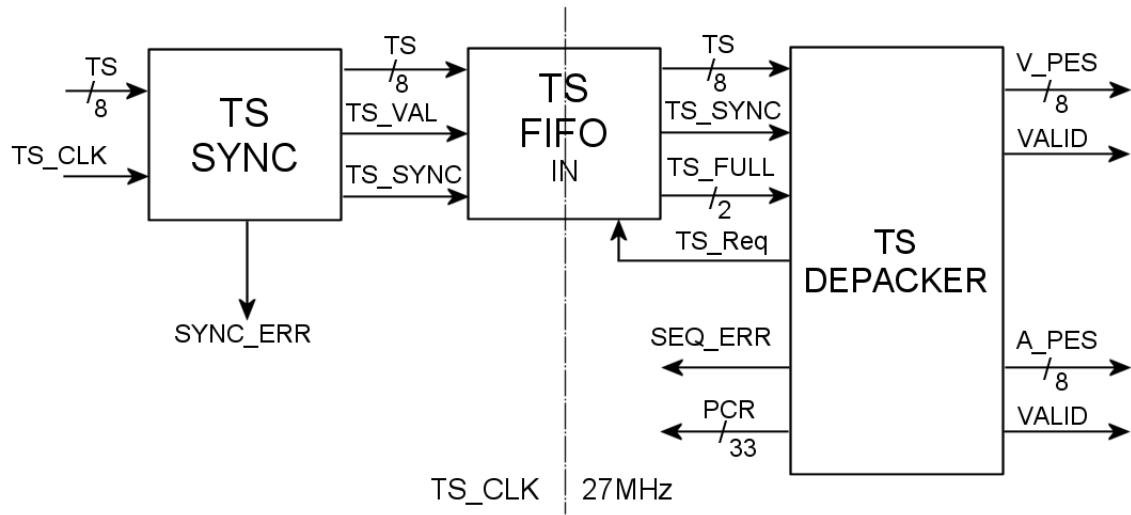 TS
8
TS_CLK
TS
SYNC
SYNC_ERR
TS
8
TS_VAL
TS_SYNC
TS
FIFO
IN
TS
8
TS_SYNC
TS_FULL
2
TS_Req
SEQ_ERR
PCR
33
TS
DEPACKER
V_PES
8
VALID
A_PES
8
VALID
TS_CLK
27MHz